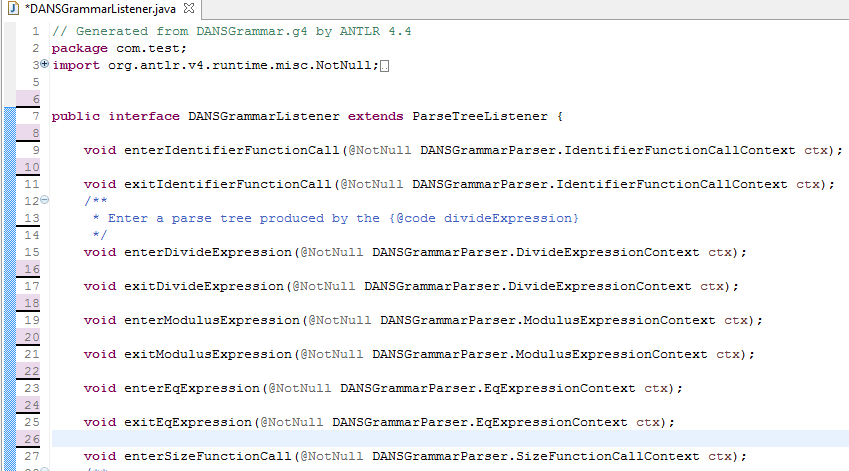 *DANSGrammarListener.java
1 // Generated from DANSGrammar.g4 by ANTLR 4.4
2 package com.test;
3 import org.antlr.v4.runtime.misc.NotNull;
5
6
7 public interface DANSGrammarListener extends ParseTreeListener {
8
9 void enterIdentifierFunctionCall(@NotNull DANSGrammarParser.IdentifierFunctionCallContext ctx);
10
11 void exitIdentifierFunctionCall(@NotNull DANSGrammarParser.IdentifierFunctionCallContext ctx);
12 /**
13 * Enter a parse tree produced by the {@code divideExpression}
14 */
15 void enterDivideExpression(@NotNull DANSGrammarParser.DivideExpressionContext ctx);
16
17 void exitDivideExpression(@NotNull DANSGrammarParser.DivideExpressionContext ctx);
18
19 void enterModulusExpression(@NotNull DANSGrammarParser.ModulusExpressionContext ctx);
20
21 void exitModulusExpression(@NotNull DANSGrammarParser.ModulusExpressionContext ctx);
22
23 void enterEqExpression(@NotNull DANSGrammarParser.EqExpressionContext ctx);
24
25 void exitEqExpression(@NotNull DANSGrammarParser.EqExpressionContext ctx);
26
27 void enterSizeFunctionCall(@NotNull DANSGrammarParser.SizeFunctionCallContext ctx);